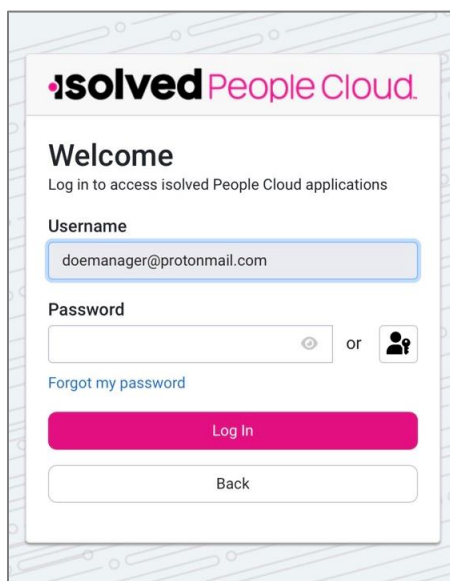 isolved People Cloud
Welcome
Log in to access isolved People Cloud applications
Username
doemanager@protonmail.com
Password
or
Forgot my password
Log In
Back